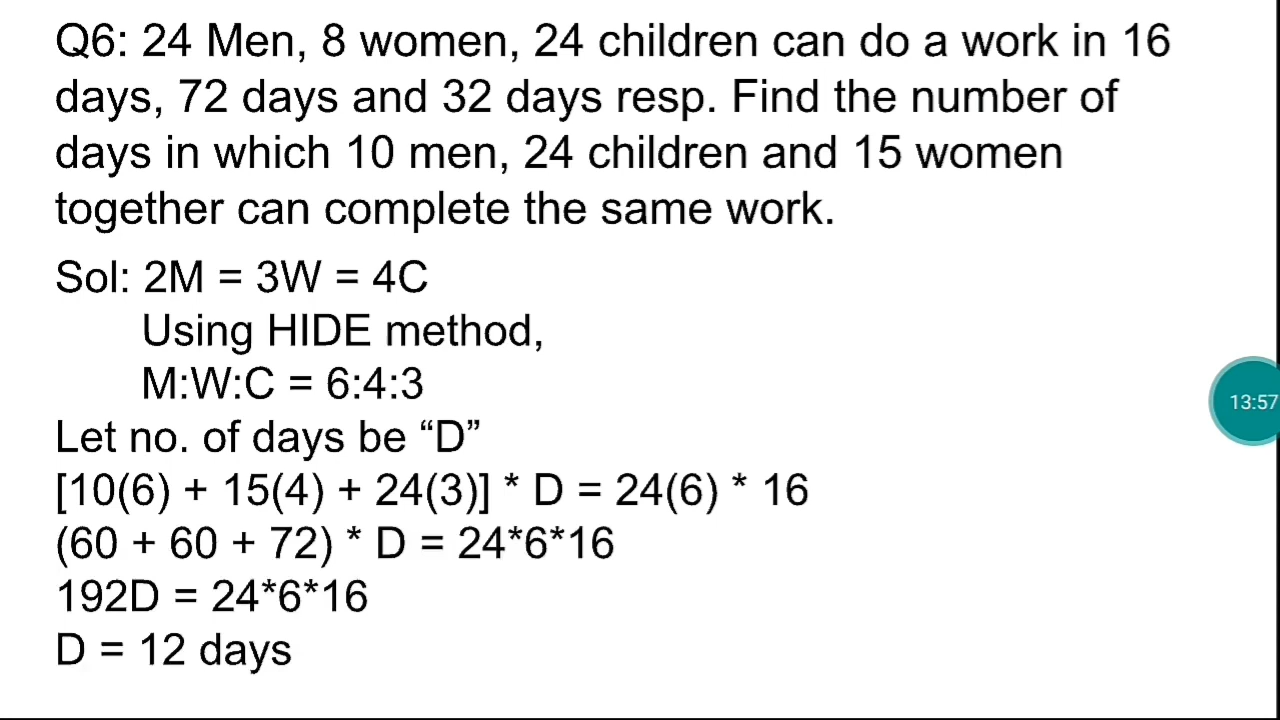 Q6: 24 Men, 8 women, 24 children can do a work in 16
days, 72 days and 32 days resp. Find the number of
days in which 10 men, 24 children and 15 women
together can complete the same work.
Sol: 2M = 3W = 4C
Using HIDE method,
M:W:C = 6:4:3
Let no. of days be “D”
[10(6) + 15(4) + 24(3)] * D = 24(6) * 16
(60 + 60 + 72) * D = 24*6*16
192D = 24*6*16
D = 12 days
13:57